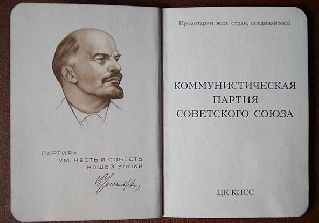 ПАРТИЯ —
УМ, ЧЕСТЬ И СОВЕСТЬ
НАШЕЙ ЭПОХИ
Пролетарии всех стран, соединяйтесь!
КОММУНИСТИЧЕСКАЯ
ПАРТИЯ
СОВЕТСКОГО СОЮЗА
ЦК КПСС